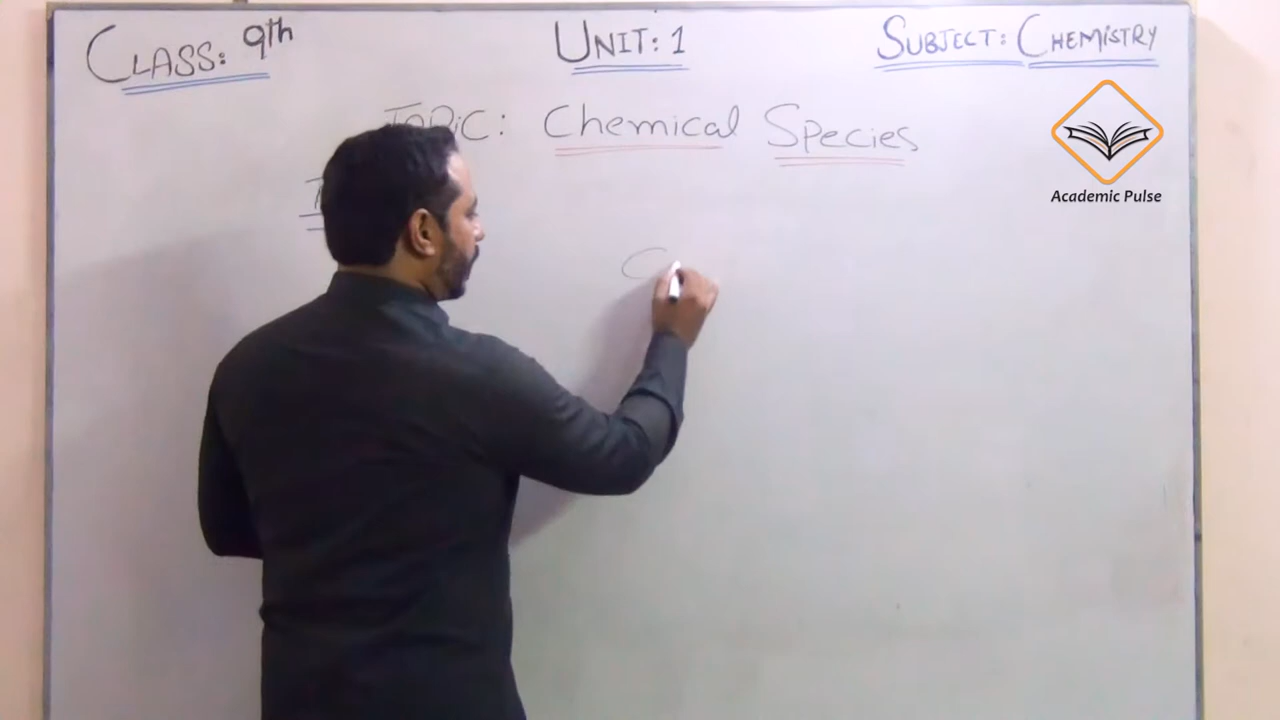 CLASS: 9th UNIT: 1 SUBJECT: CHEMISTRY
TOPIC: Chemical Species
Academic Pulse
C